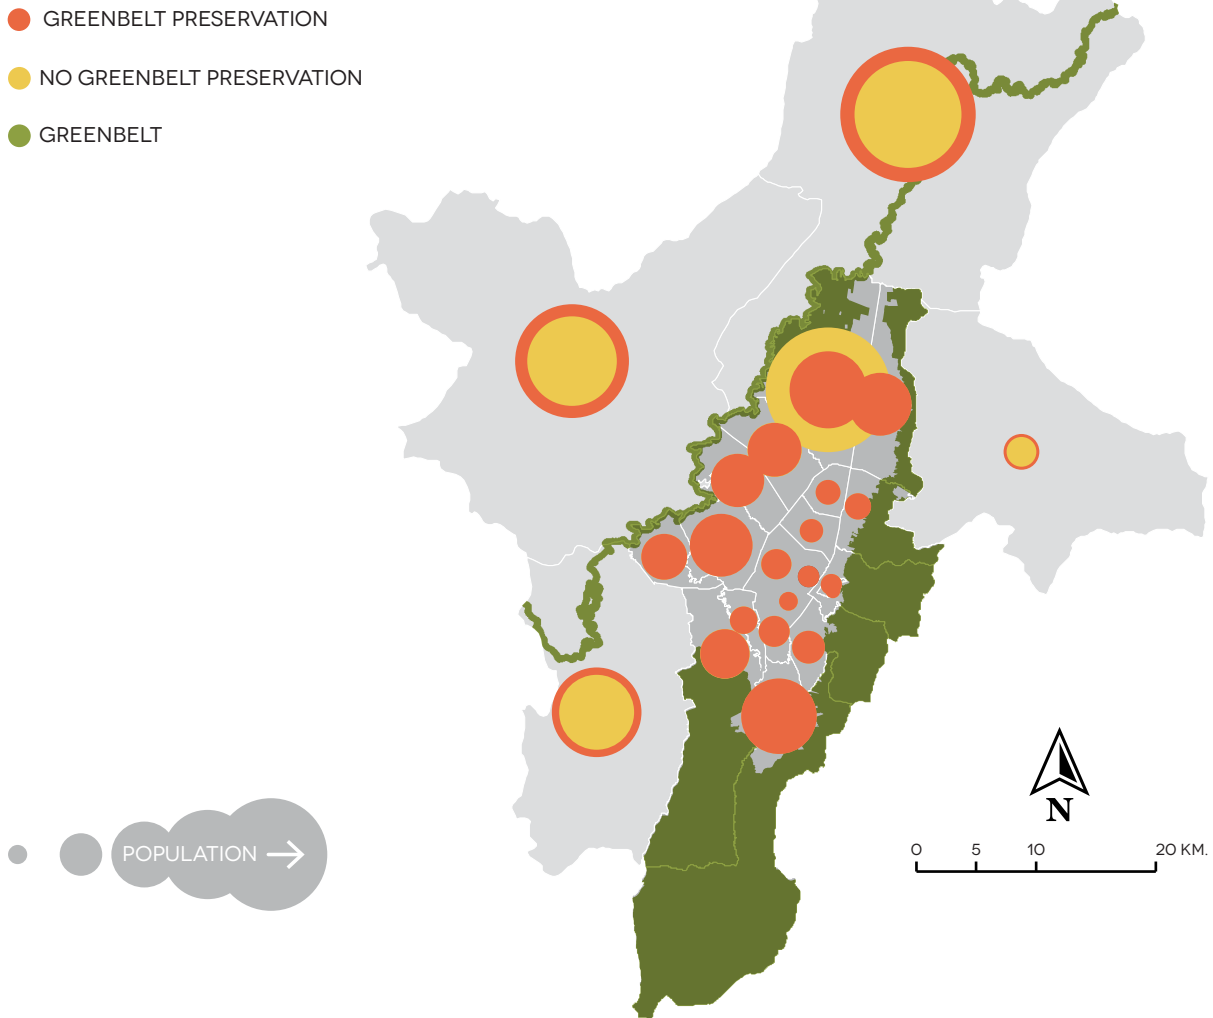 GREENBELT PRESERVATION
NO GREENBELT PRESERVATION
GREENBELT
POPULATION
N
0 5 10 20 KM.